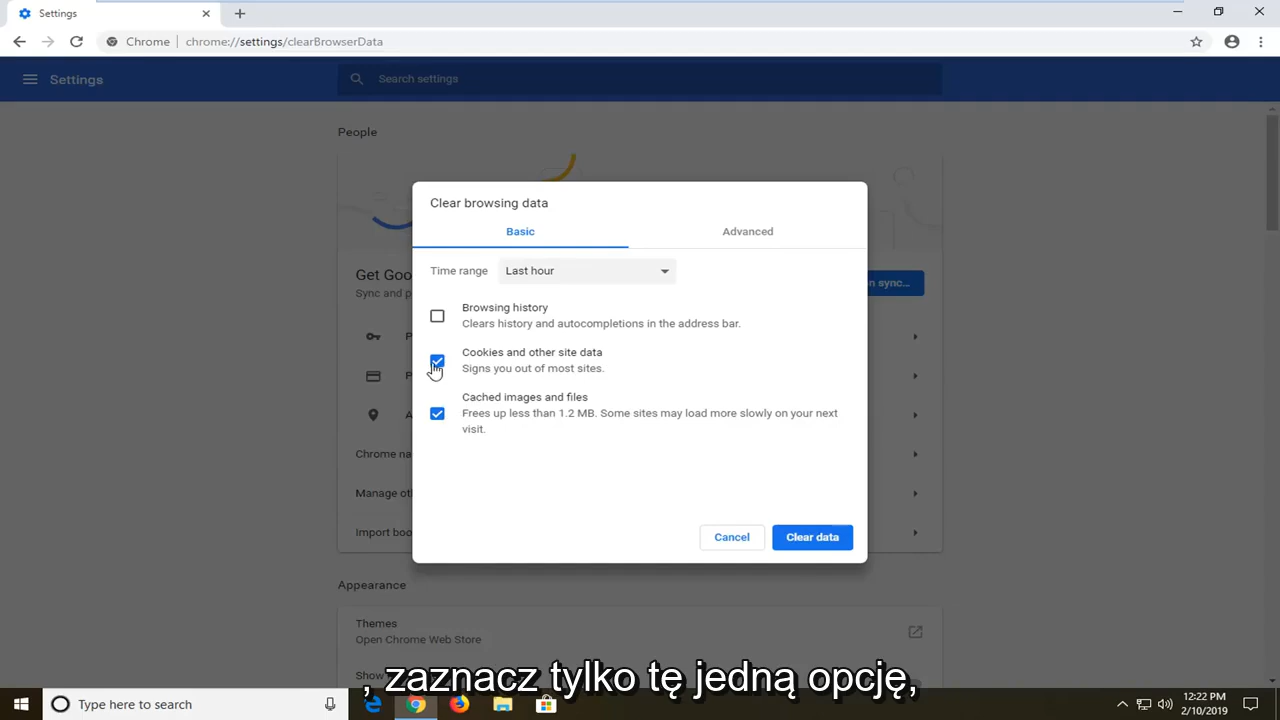 Settings
Chrome
chrome://settings/clearBrowserData
Settings
Search settings
People
Get Goo
Sync and p
n sync...
P
P
A
Chrome na
Manage oth
Import boo
Clear browsing data
Basic
Advanced
Time range
Last hour
Browsing history
Clears history and autocompletions in the address bar.
Cookies and other site data
Signs you out of most sites.
Cached images and files
Frees up less than 1.2 MB. Some sites may load more slowly on your next
visit.
Cancel
Clear data
Appearance
Themes
Open Chrome Web Store
Show
, zaznacz tylko tę jedną opcję,
Type here to search
12:22 PM
2/10/2019